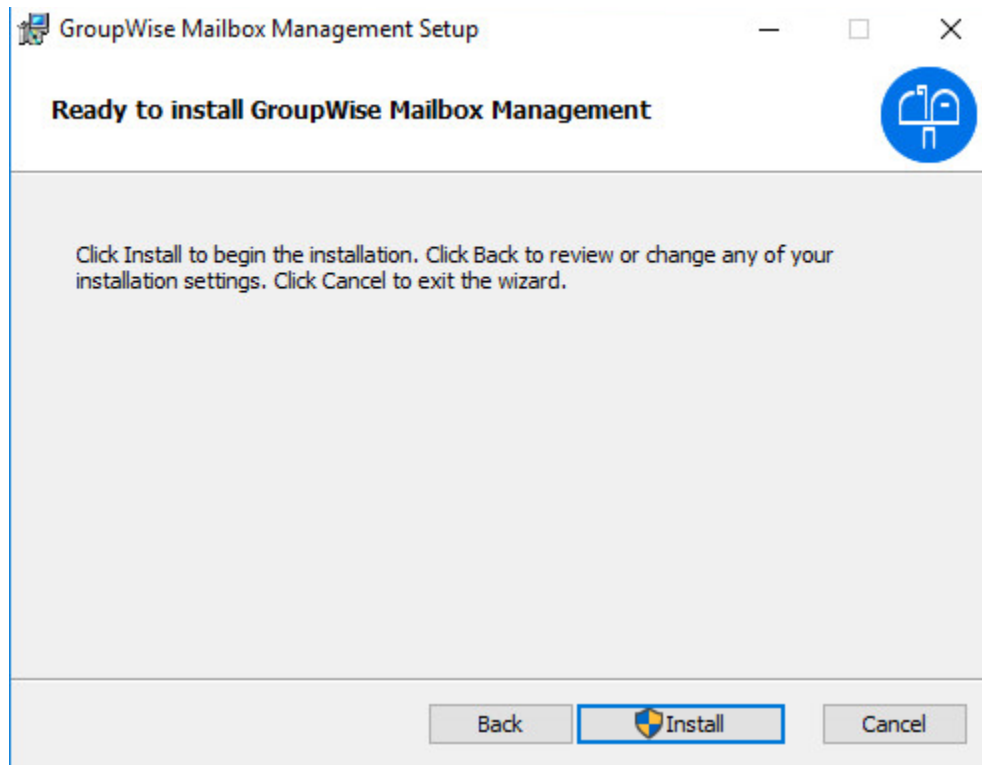 GroupWise Mailbox Management Setup
Ready to install GroupWise Mailbox Management
Click Install to begin the installation. Click Back to review or change any of your
installation settings. Click Cancel to exit the wizard.
Back Install Cancel